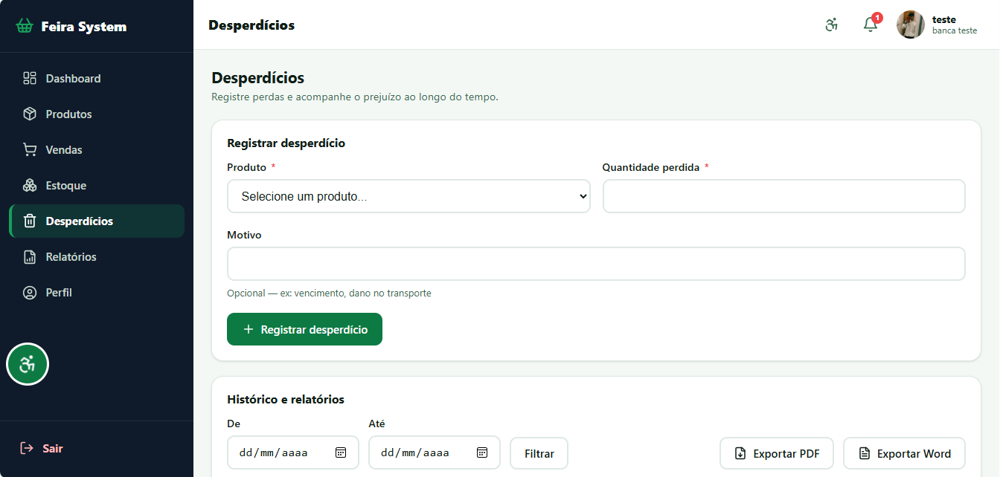 Feira System
Dashboard
Produtos
Vendas
Estoque
Desperdícios
Relatórios
Perfil
Sair
Desperdícios
1
teste
banca teste
Desperdícios
Registre perdas e acompanhe o prejuízo ao longo do tempo.
Registrar desperdício
Produto * Quantidade perdida *
Selecione um produto...
Motivo
Opcional — ex: vencimento, dano no transporte
+ Registrar desperdício
Histórico e relatórios
De Até
dd/mm/aaaa dd/mm/aaaa Filtrar Exportar PDF Exportar Word